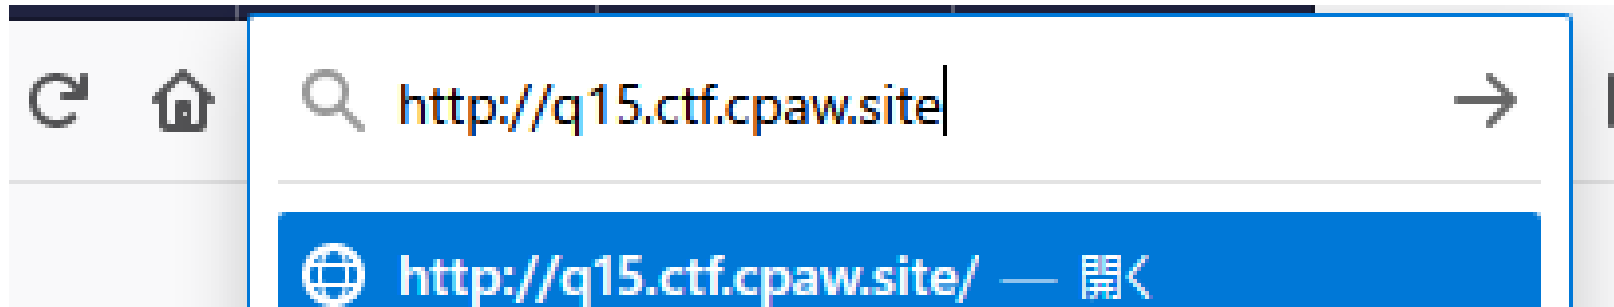 http://q15.ctf.cpaw.site
http://q15.ctf.cpaw.site/ — 開く